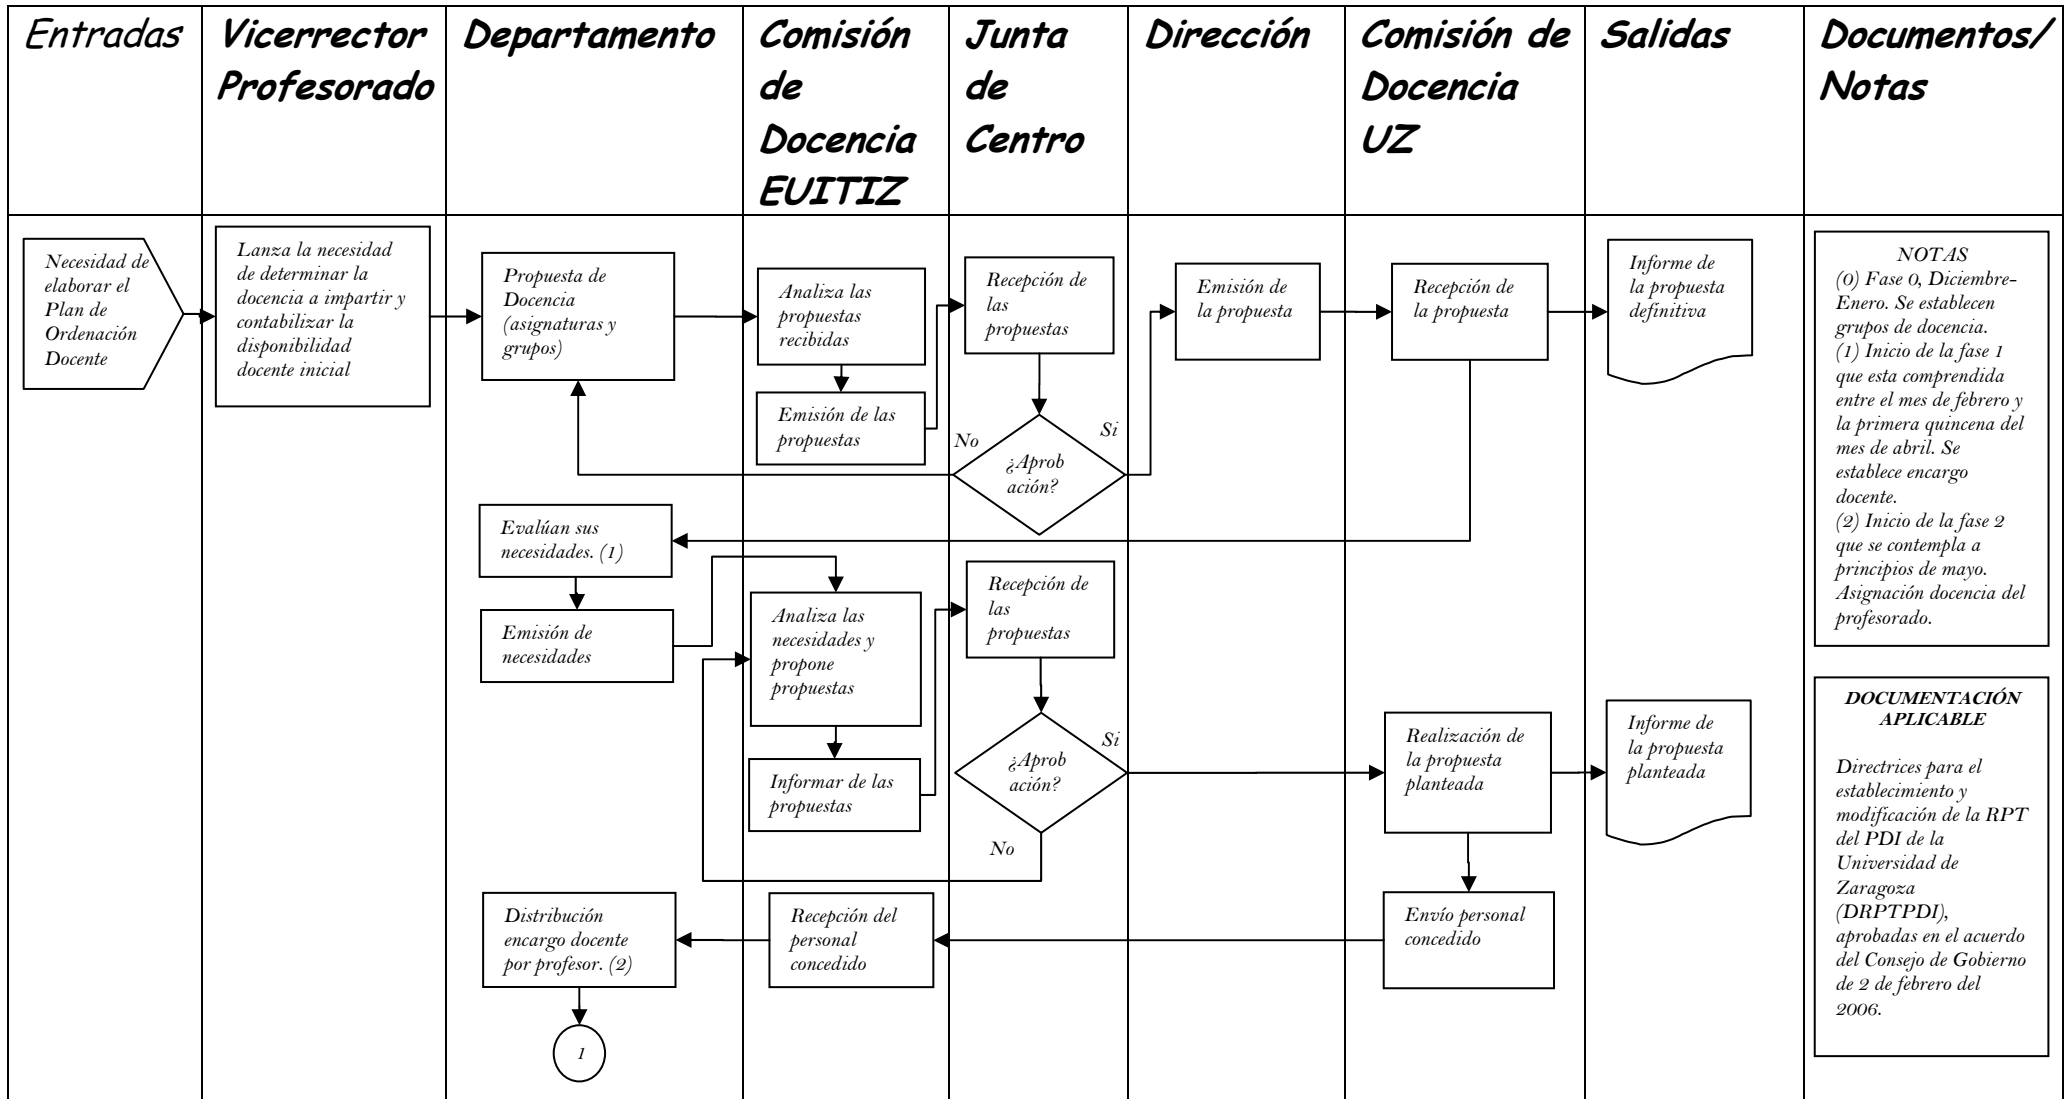 Entradas
Vicerrector
Profesorado
Departamento
Comisión
de
Docencia
EUITIZ
Junta
de
Centro
Dirección
Comisión de
Docencia
UZ
Salidas
Documentos/
Notas
Necesidad de
elaborar el
Plan de
Ordenación
Docente
Lanza la necesidad
de determinar la
docencia a impartir y
contabilizar la
disponibilidad
docente inicial
Propuesta de
Docencia
(asignaturas y
grupos)
Analiza las
propuestas
recibidas
Emisión de las
propuestas
Recepción de
las
propuestas
No
¿Aprob
ación?
Si
Emisión de
la propuesta
Recepción de
la propuesta
Informe de
la propuesta
definitiva
NOTAS
(0) Fase 0, Diciembre-
Enero. Se establecen
grupos de docencia.
(1) Inicio de la fase 1
que esta comprendida
entre el mes de febrero y
la primera quincena del
mes de abril. Se
establece encargo
docente.
(2) Inicio de la fase 2
que se contempla a
principios de mayo.
Asignación docencia del
profesorado.
Evalúan sus
necesidades. (1)
Emisión de
necesidades
Analiza las
necesidades y
propone
propuestas
Informar de las
propuestas
Recepción de
las
propuestas
¿Aprob
ación?
Si
No
Realización de
la propuesta
planteada
Informe de
la propuesta
planteada
DOCUMENTACIÓN
APLICABLE
Directrices para el
establecimiento y
modificación de la RPT
del PDI de la
Universidad de
Zaragoza
(DRPTPDI),
aprobadas en el acuerdo
del Consejo de Gobierno
de 2 de febrero del
2006.
Distribución
encargo docente
por profesor. (2)
Recepción del
personal
concedido
Envío personal
concedido
1